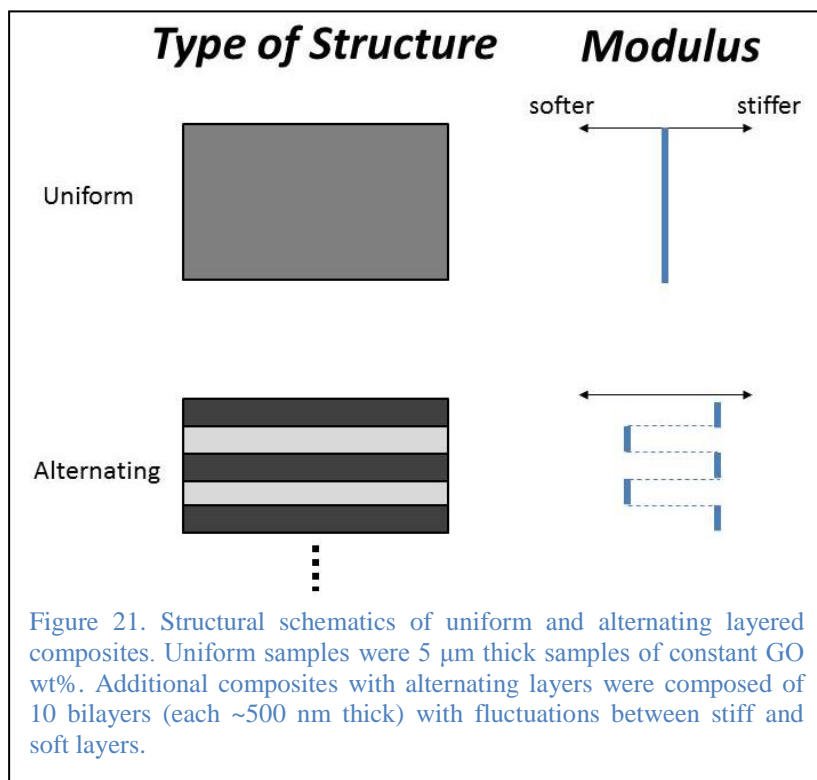 Type of Structure Modulus
softer stiffer
Uniform
Alternating
Figure 21. Structural schematics of uniform and alternating layered
composites. Uniform samples were 5 μm thick samples of constant GO
wt%. Additional composites with alternating layers were composed of
10 bilayers (each ~500 nm thick) with fluctuations between stiff and
soft layers.